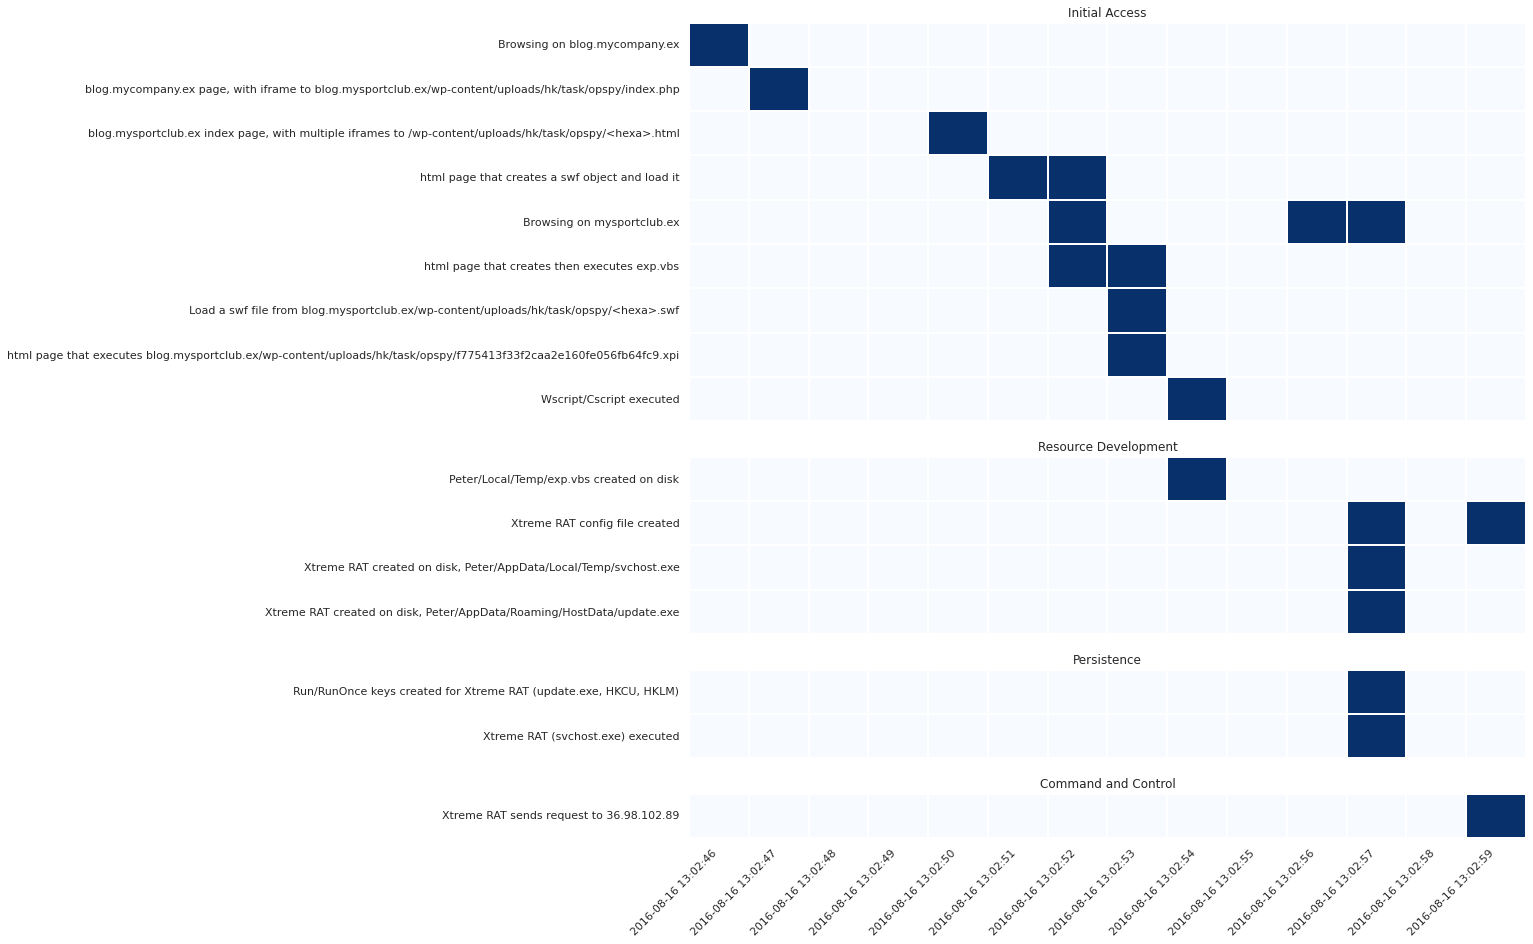 Initial Access
Browsing on blog.mycompany.ex
blog.mycompany.ex page, with iframe to blog.mysportclub.ex/wp-content/uploads/hk/task/opspy/index.php
blog.mysportclub.ex index page, with multiple iframes to /wp-content/uploads/hk/task/opspy/<hexa>.html
html page that creates a swf object and load it
Browsing on mysportclub.ex
html page that creates then executes exp.vbs
Load a swf file from blog.mysportclub.ex/wp-content/uploads/hk/task/opspy/<hexa>.swf
html page that executes blog.mysportclub.ex/wp-content/uploads/hk/task/opspy/f775413f33f2caa2e160fe056fb64fc9.xpi
Wscript/Cscript executed
Resource Development
Peter/Local/Temp/exp.vbs created on disk
Xtreme RAT config file created
Xtreme RAT created on disk, Peter/AppData/Local/Temp/svchost.exe
Xtreme RAT created on disk, Peter/AppData/Roaming/HostData/update.exe
Persistence
Run/RunOnce keys created for Xtreme RAT (update.exe, HKCU, HKLM)
Xtreme RAT (svchost.exe) executed
Command and Control
Xtreme RAT sends request to 36.98.102.89
2016-08-16 13:02:46
2016-08-16 13:02:47
2016-08-16 13:02:48
2016-08-16 13:02:49
2016-08-16 13:02:50
2016-08-16 13:02:51
2016-08-16 13:02:52
2016-08-16 13:02:53
2016-08-16 13:02:54
2016-08-16 13:02:55
2016-08-16 13:02:56
2016-08-16 13:02:57
2016-08-16 13:02:58
2016-08-16 13:02:59